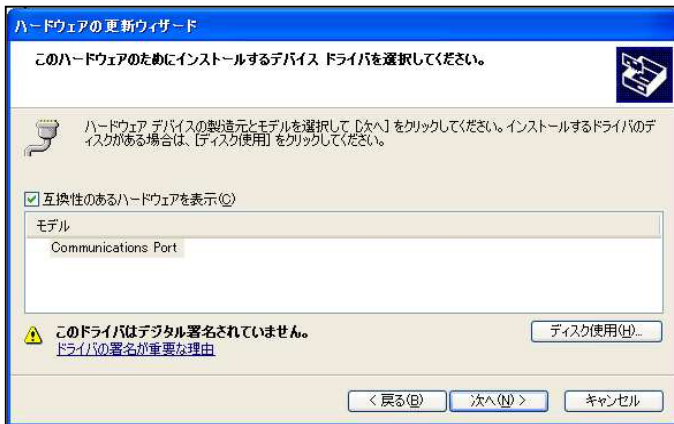 ハードウェアの更新ウィザード
このハードウェアのためにインストールするデバイス ドライバを選択してください。
ハードウェア デバイスの製造元とモデルを選択して [次へ] をクリックしてください。インストールするドライバのデ
ィスクがある場合は、[ディスク使用] をクリックしてください。
互換性のあるハードウェアを表示(C)
モデル
Communications Port
このドライバはデジタル署名されていません。
ディスク使用(H)...
ドライバの署名が重要な理由
< 戻る(B)
次へ(N) >
キャンセル